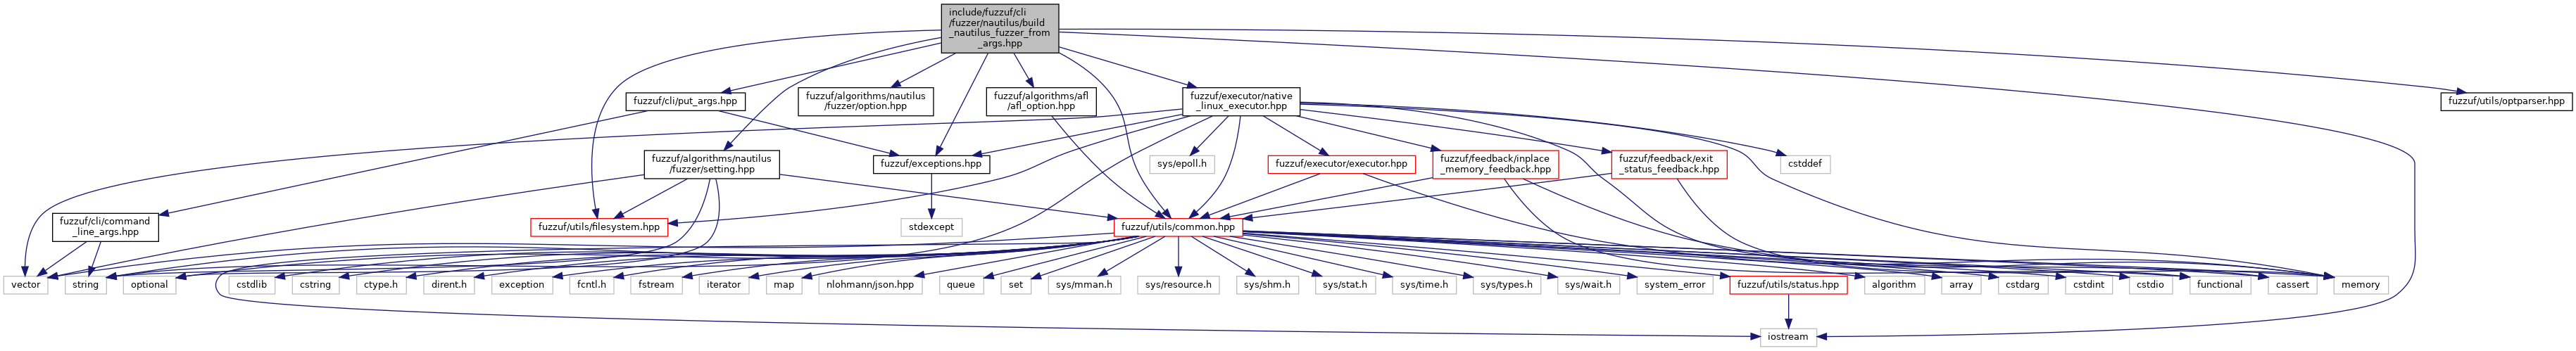 include/fuzzuf/cli
/fuzzer/nautilus/build
_nautilus_fuzzer_from
_args.hpp
fuzzuf/cli/put_args.hpp
fuzzuf/algorithms/nautilus
/fuzzer/option.hpp
fuzzuf/algorithms/afl
/afl_option.hpp
fuzzuf/executor/native
_linux_executor.hpp
fuzzuf/utils/optparser.hpp
fuzzuf/algorithms/nautilus
/fuzzer/setting.hpp
fuzzuf/exceptions.hpp
sys/epoll.h
fuzzuf/executor/executor.hpp
fuzzuf/feedback/inplace
_memory_feedback.hpp
fuzzuf/feedback/exit
_status_feedback.hpp
cstddef
fuzzuf/cli/command
_line_args.hpp
fuzzuf/utils/filesystem.hpp
stdexcept
fuzzuf/utils/common.hpp
vector
string
optional
cstdlib
cstring
ctype.h
dirent.h
exception
fcntl.h
fstream
iterator
map
nlohmann/json.hpp
queue
set
sys/mman.h
sys/resource.h
sys/shm.h
sys/stat.h
sys/time.h
sys/types.h
sys/wait.h
system_error
fuzzuf/utils/status.hpp
algorithm
array
cstdarg
cstdint
cstdio
functional
cassert
memory
iostream